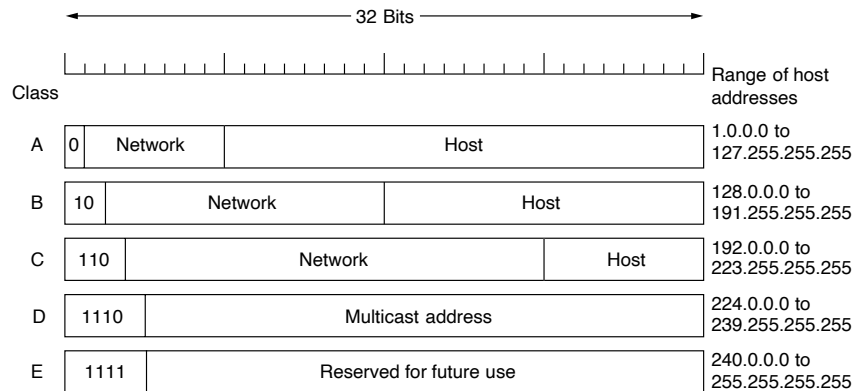 32 Bits
Range of host
addresses
Class
A
0
Network
Host
1.0.0.0 to
127.255.255.255
B
10
Network
Host
128.0.0.0 to
191.255.255.255
C
110
Network
Host
192.0.0.0 to
223.255.255.255
D
1110
Multicast address
224.0.0.0 to
239.255.255.255
E
1111
Reserved for future use
240.0.0.0 to
255.255.255.255